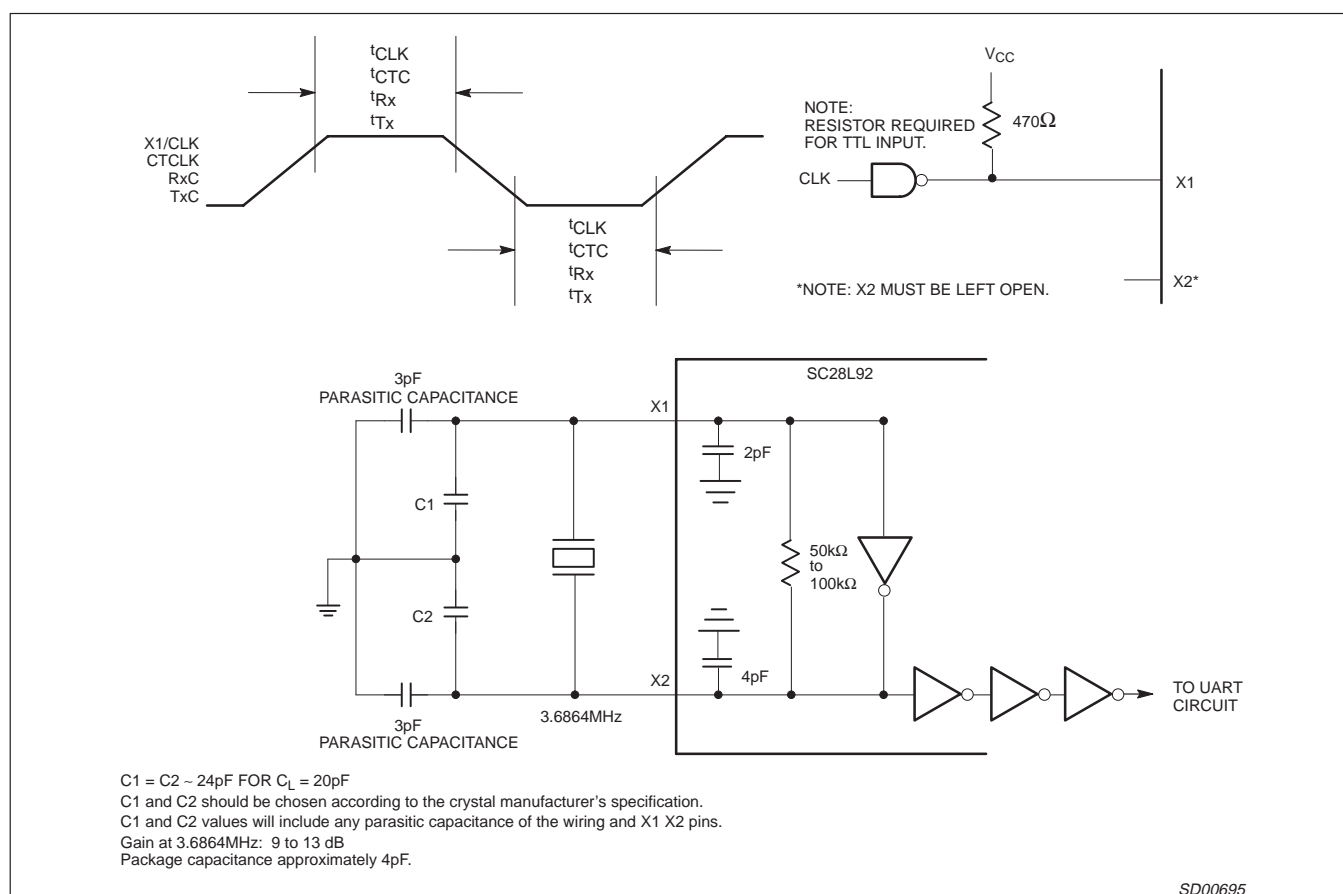 tCLK
tCTC
tRx
tTx
X1/CLK
CTCLK
RxC
TxC
tCLK
tCTC
tRx
tTx
VCC
NOTE:
RESISTOR REQUIRED
FOR TTL INPUT.
470Ω
CLK
X1
X2*
*NOTE: X2 MUST BE LEFT OPEN.
SC28L92
3pF
PARASITIC CAPACITANCE
X1
2pF
C1
50kΩ
to
100kΩ
C2
X2
4pF
3.6864MHz
3pF
PARASITIC CAPACITANCE
TO UART
CIRCUIT
C1 = C2 ~ 24pF FOR CL = 20pF
C1 and C2 should be chosen according to the crystal manufacturer's specification.
C1 and C2 values will include any parasitic capacitance of the wiring and X1 X2 pins.
Gain at 3.6864MHz: 9 to 13 dB
Package capacitance approximately 4pF.
SD00695